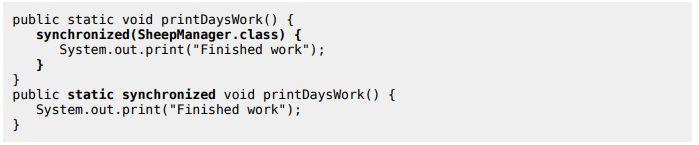 public static void printDaysWork() {
   synchronized(SheepManager.class) {
      System.out.print("Finished work");
   }
}
public static synchronized void printDaysWork() {
   System.out.print("Finished work");
}